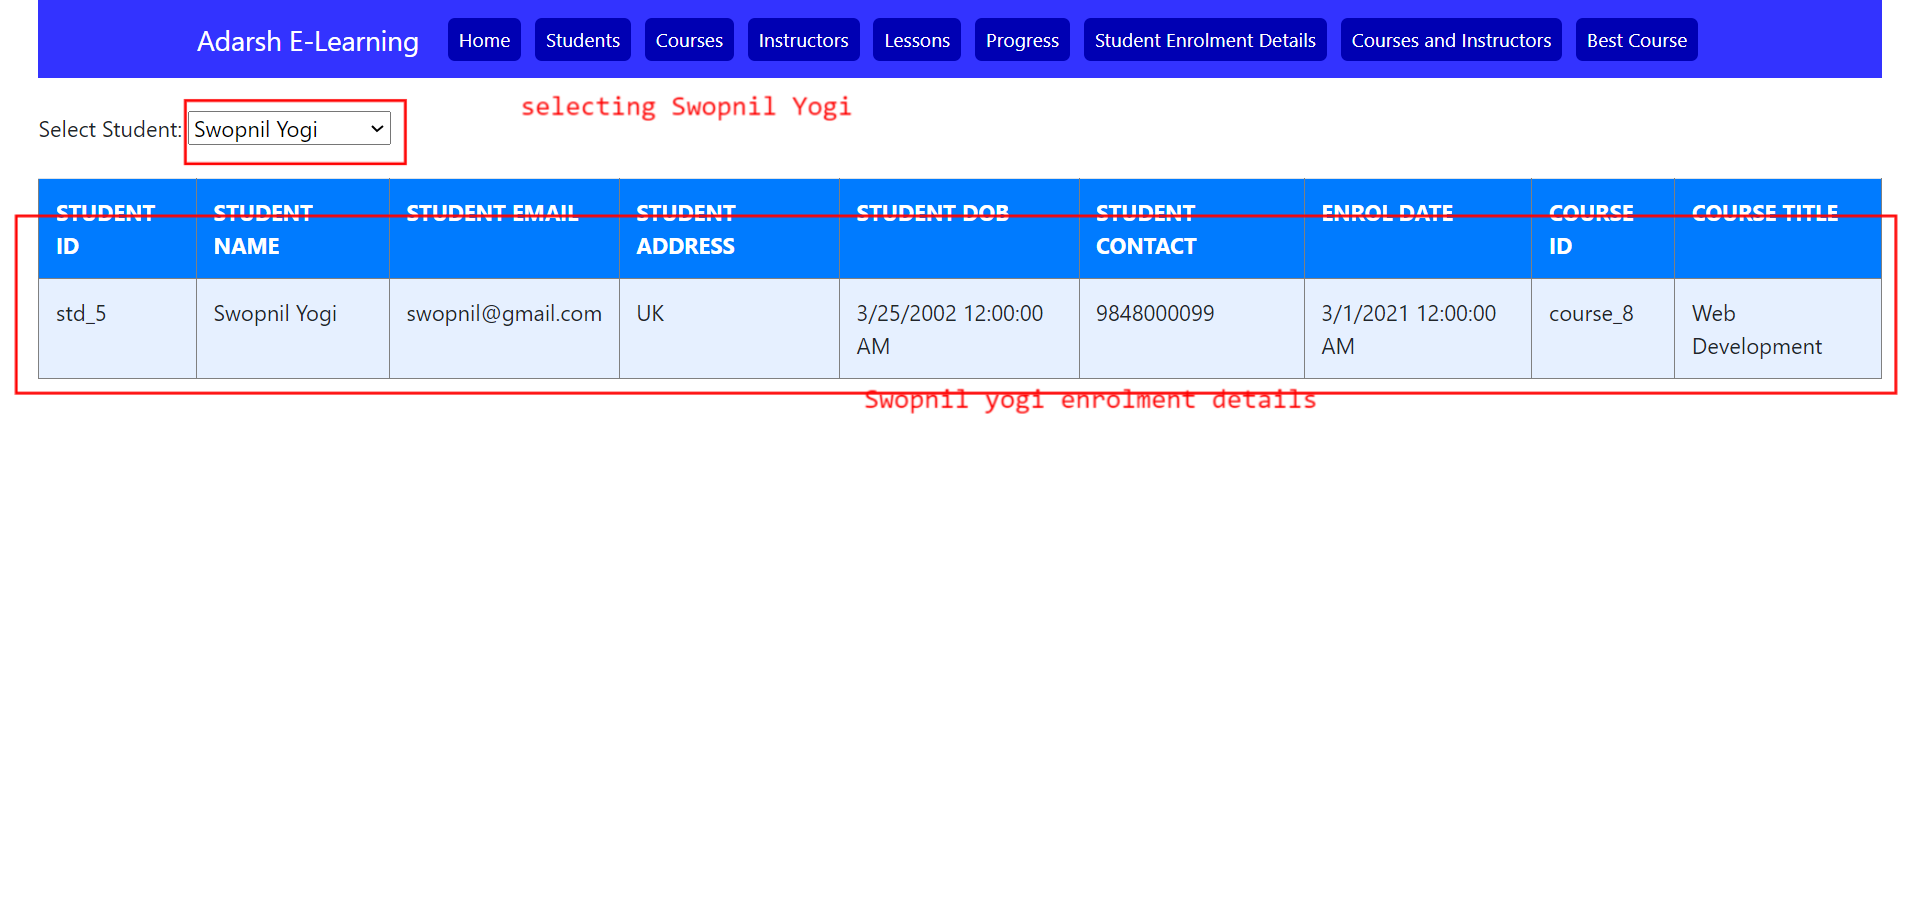 Adarsh E-Learning Home Students Courses Instructors Lessons Progress Student Enrolment Details Courses and Instructors Best Course
selecting Swopnil Yogi
Select Student: Swopnil Yogi
STUDENT ID STUDENT NAME STUDENT EMAIL STUDENT ADDRESS STUDENT DOB STUDENT CONTACT ENROL DATE COURSE ID COURSE TITLE
std_5 Swopnil Yogi swopnil@gmail.com UK 3/25/2002 12:00:00 AM 9848000099 3/1/2021 12:00:00 AM course_8 Web Development
Swopnil yogi enrolment details